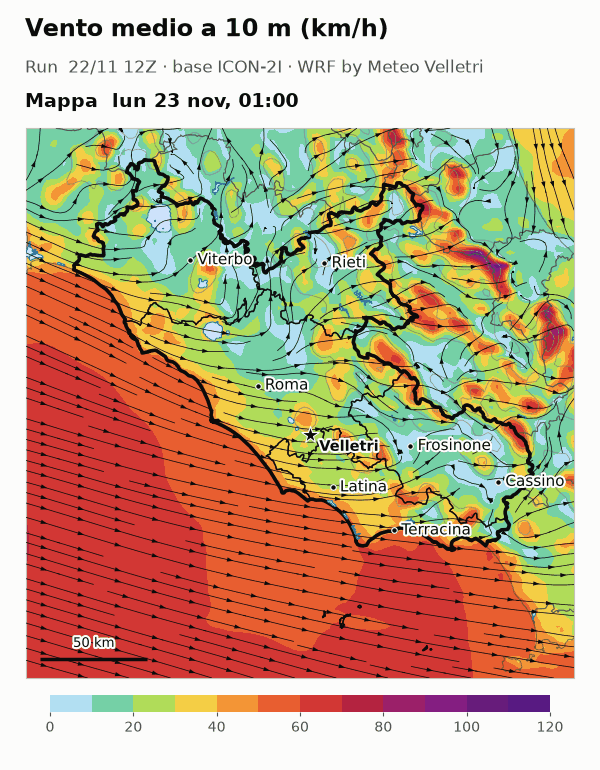 Vento medio a 10 m (km/h)
Run  22/11 12Z · base ICON-2I · WRF by Meteo Velletri
Mappa  lun 23 nov, 01:00
Viterbo
Rieti
Roma
Velletri
Frosinone
Latina
Cassino
Terracina
50 km
0 20 40 60 80 100 120